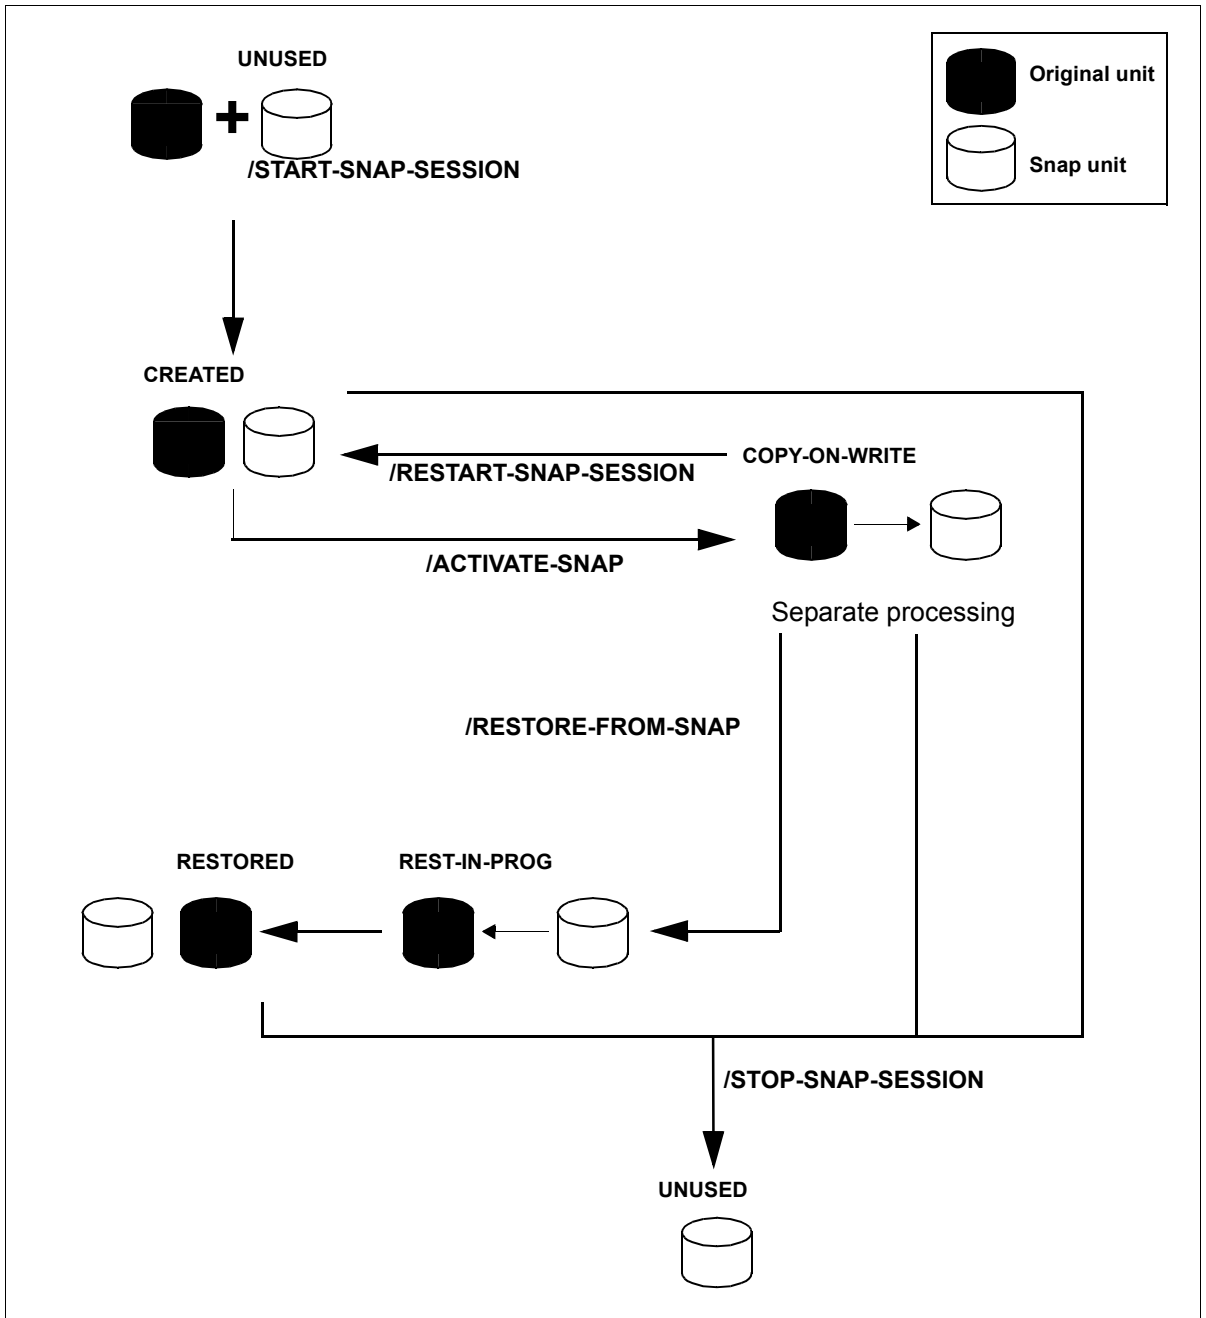 UNUSED
Original unit
Snap unit
/START-SNAP-SESSION
CREATED
/RESTART-SNAP-SESSION
COPY-ON-WRITE
/ACTIVATE-SNAP
Separate processing
/RESTORE-FROM-SNAP
RESTORED
REST-IN-PROG
/STOP-SNAP-SESSION
UNUSED